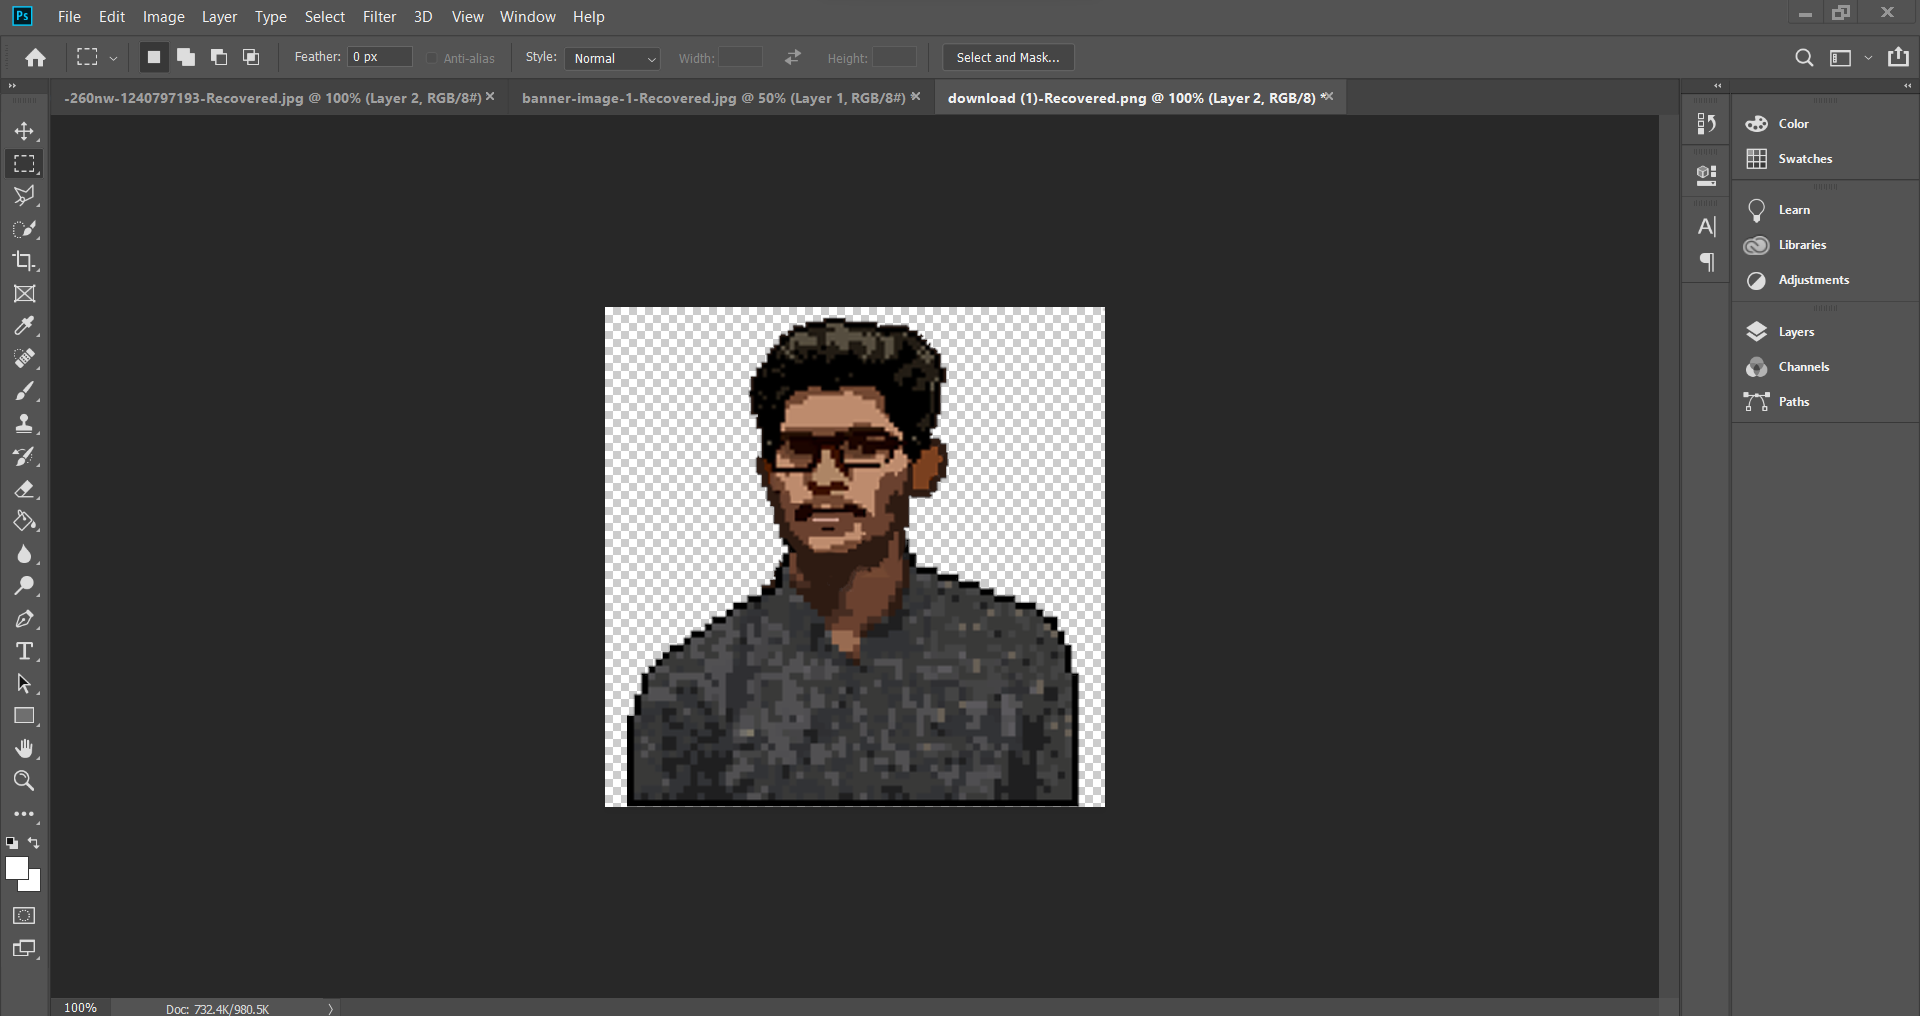 Ps File Edit Image Layer Type Select Filter 3D View Window Help
Feather: 0 px Anti-alias Style: Normal Width: Height: Select and Mask...
-260nw-1240797193-Recovered.jpg @ 100% (Layer 2, RGB/8#) banner-image-1-Recovered.jpg @ 50% (Layer 1, RGB/8#) * download (1)-Recovered.png @ 100% (Layer 2, RGB/8) *
Color
Swatches
Learn
Libraries
Adjustments
Layers
Channels
Paths
100% Doc: 732.4K/980.5K